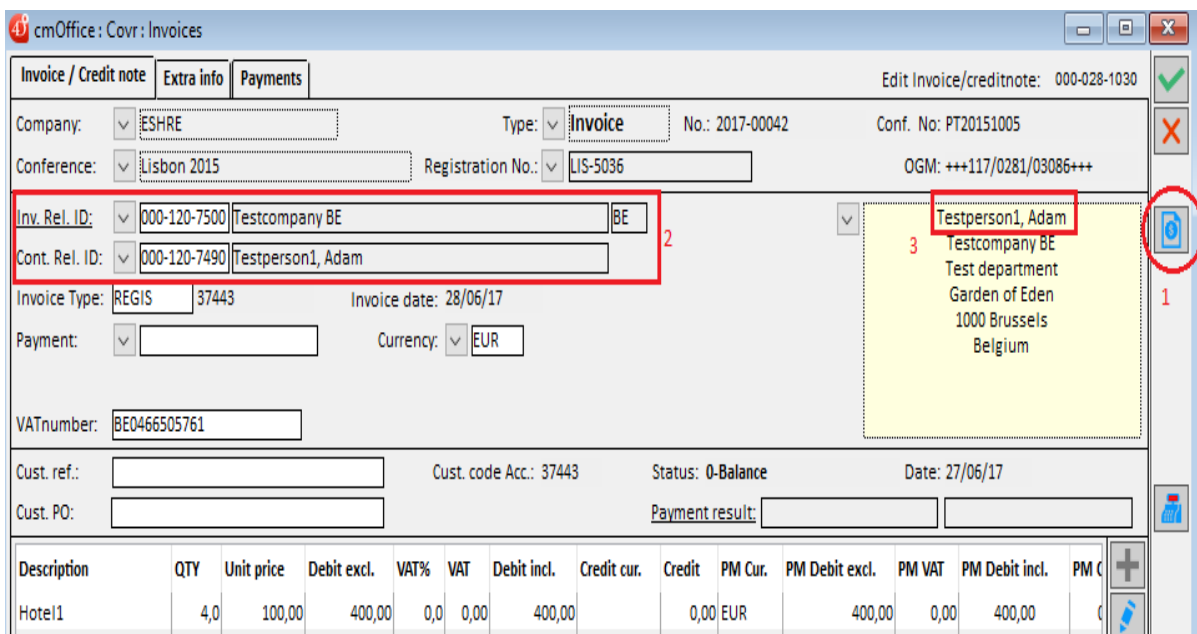 cmOffice : Covr : Invoices
Invoice / Credit note Extra info Payments Edit Invoice/creditnote: 000-028-1030
Company: ESHRE Type: Invoice No.: 2017-00042 Conf. No: PT20151005
Conference: Lisbon 2015 Registration No.: LIS-5036 OGM: +++117/0281/03086+++
Inv. Rel. ID: 000-120-7500 Testcompany BE BE
Cont. Rel. ID: 000-120-7490 Testperson1, Adam
2
Testperson1, Adam
3
Testcompany BE
Test department
Garden of Eden
1000 Brussels
Belgium
1
Invoice Type: REGIS 37443 Invoice date: 28/06/17
Payment: Currency: EUR
VATnumber: BE0466505761
Cust. ref.: Cust. code Acc.: 37443 Status: 0-Balance Date: 27/06/17
Cust. PO: Payment result:
Description QTY Unit price Debit excl. VAT% VAT Debit incl. Credit cur. Credit PM Cur. PM Debit excl. PM VAT PM Debit incl. PM
Hotel1 4,0 100,00 400,00 0,0 0,00 400,00 0,00 EUR 400,00 0,00 400,00